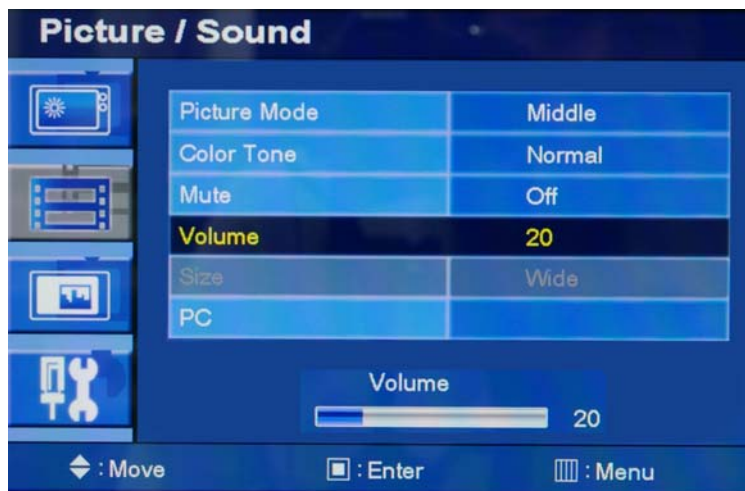 Picture / Sound
Picture Mode Middle
Color Tone Normal
Mute Off
Volume 20
Size Wide
PC
Volume
20
: Move : Enter : Menu